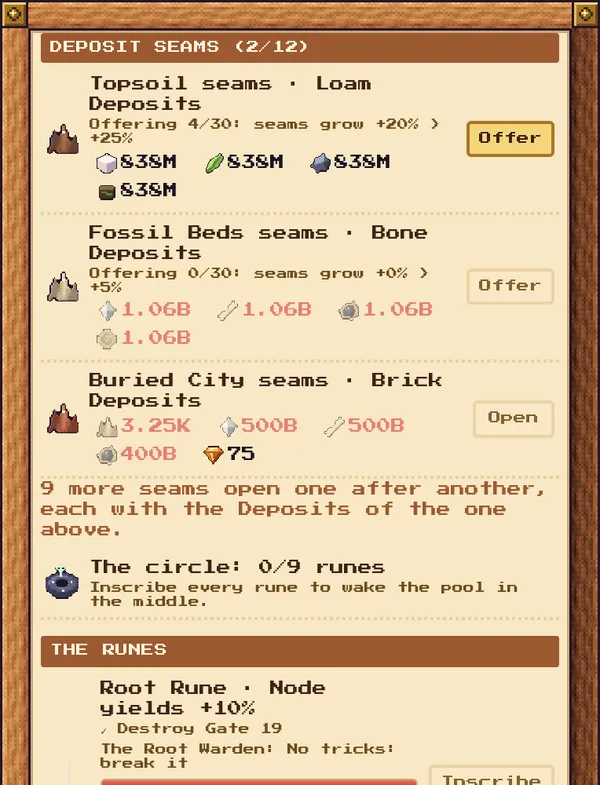 DEPOSIT SEAMS (2/12)
Topsoil seams · Loam
Deposits
Offering 4/30: seams grow +20% >
+25%
838M 838M 838M
838M
Offer
Fossil Beds seams · Bone
Deposits
Offering 0/30: seams grow +0% >
+5%
1.06B 1.06B 1.06B
1.06B
Offer
Buried City seams · Brick
Deposits
3.25K 500B 500B
400B 75
Open
9 more seams open one after another,
each with the Deposits of the one
above.
The circle: 0/9 runes
Inscribe every rune to wake the pool in
the middle.
THE RUNES
Root Rune · Node
yields +10%
Destroy Gate 19
The Root Warden: No tricks:
break it
Inscribe